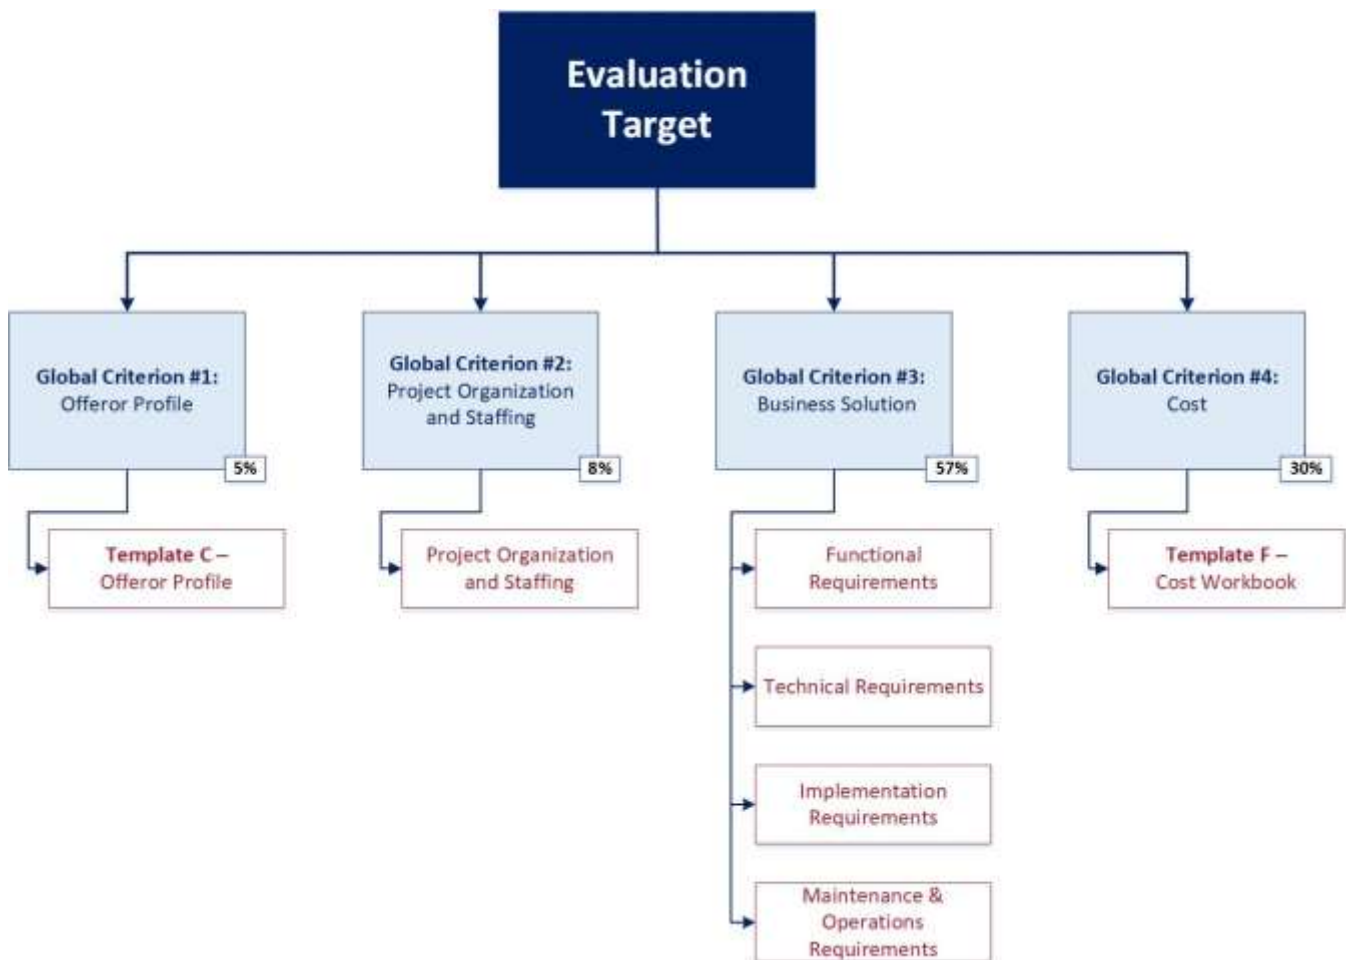 Evaluation
Target
Global Criterion #1:
Offeror Profile
5%
Global Criterion #2:
Project Organization
and Staffing
8%
Global Criterion #3:
Business Solution
57%
Global Criterion #4:
Cost
30%
Template C –
Offeror Profile
Project Organization
and Staffing
Functional
Requirements
Technical Requirements
Implementation
Requirements
Maintenance &
Operations
Requirements
Template F –
Cost Workbook